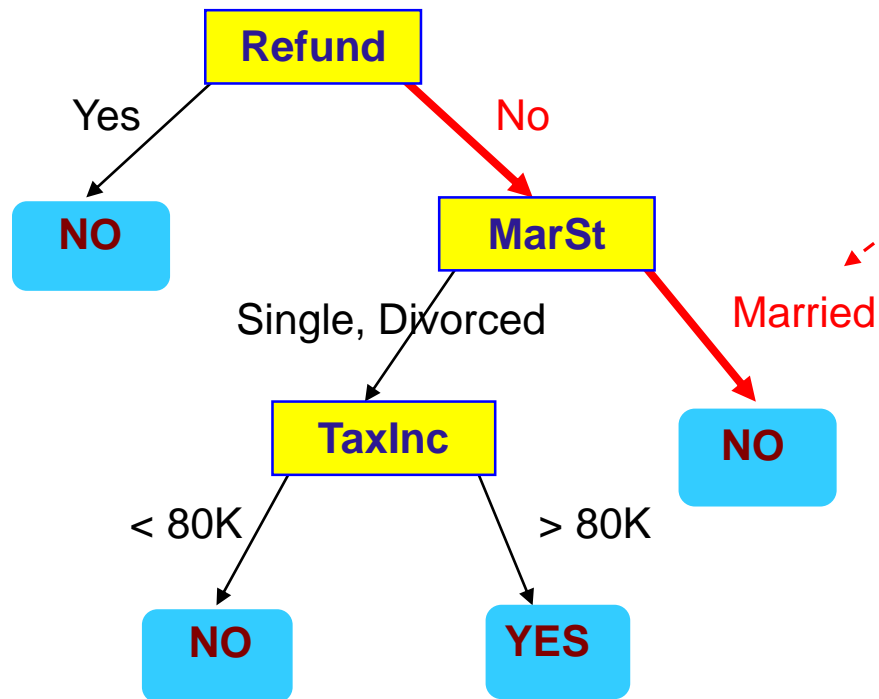 Refund
Yes
No
NO
MarSt
Single, Divorced
Married
TaxInc
NO
< 80K
> 80K
NO
YES